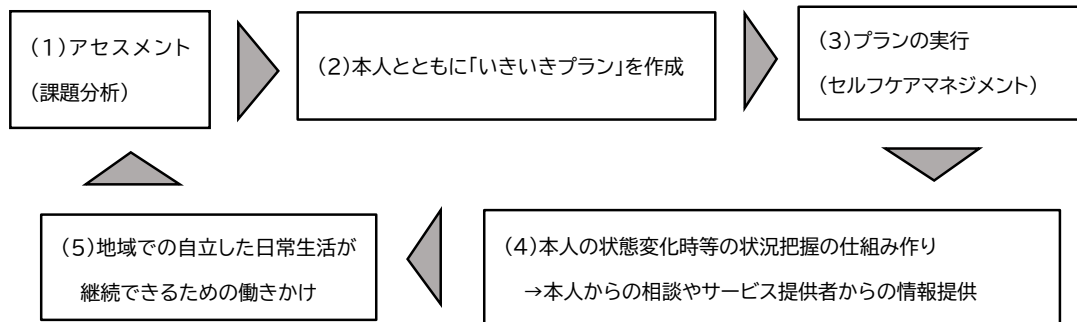 （1）アセスメント
（課題分析）
（2）本人とともに「いきいきプラン」を作成
（3）プランの実行
（セルフケアマネジメント）
（4）本人の状態変化時等の状況把握の仕組み作り
→本人からの相談やサービス提供者からの情報提供
（5）地域での自立した日常生活が
継続できるための働きかけ